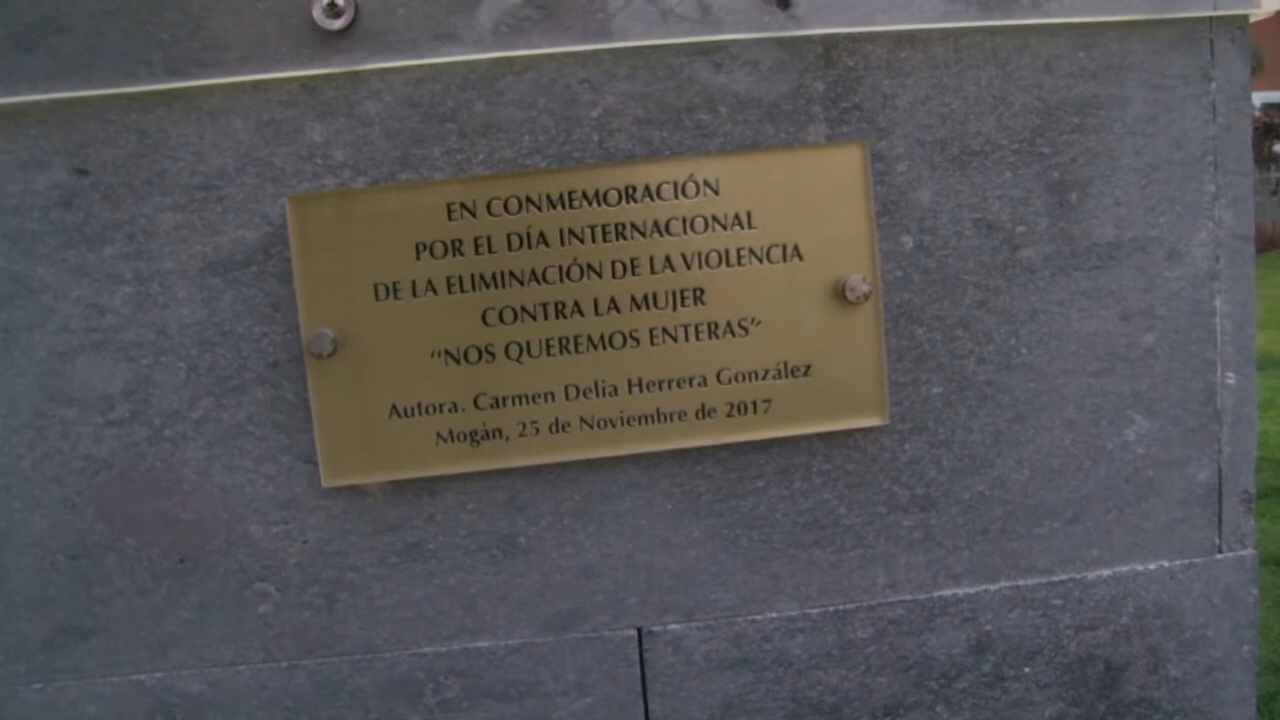 EN CONMEMORACIÓN
POR EL DÍA INTERNACIONAL
DE LA ELIMINACIÓN DE LA VIOLENCIA
CONTRA LA MUJER
“NOS QUEREMOS ENTERAS”
Autora. Carmen Delia Herrera González
Mogán, 25 de Noviembre de 2017